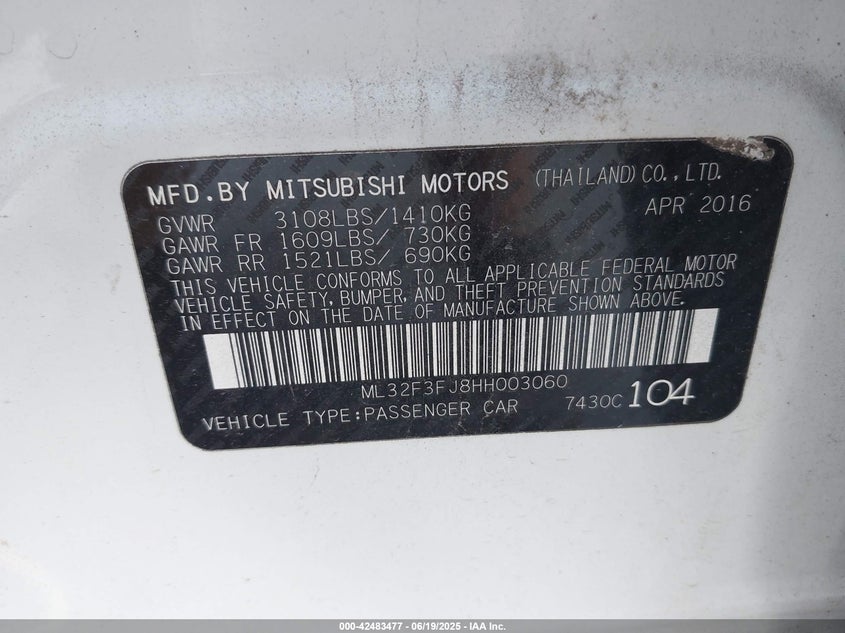 MFD.BY MITSUBISHI MOTORS (THAILAND)CO.,LTD.
GVWR 3108LBS/1410KG APR 2016
GAWR FR 1609LBS/ 730KG
GAWR RR 1521LBS/ 690KG
THIS VEHICLE CONFORMS TO ALL APPLICABLE FEDERAL MOTOR
VEHICLE SAFETY, BUMPER, AND THEFT PREVENTION STANDARDS
IN EFFECT ON THE DATE OF MANUFACTURE SHOWN ABOVE.
ML32F3FJ8HH003060
VEHICLE TYPE:PASSENGER CAR 7430C 104
000-42483477 - 06/19/2025 - IAA Inc.